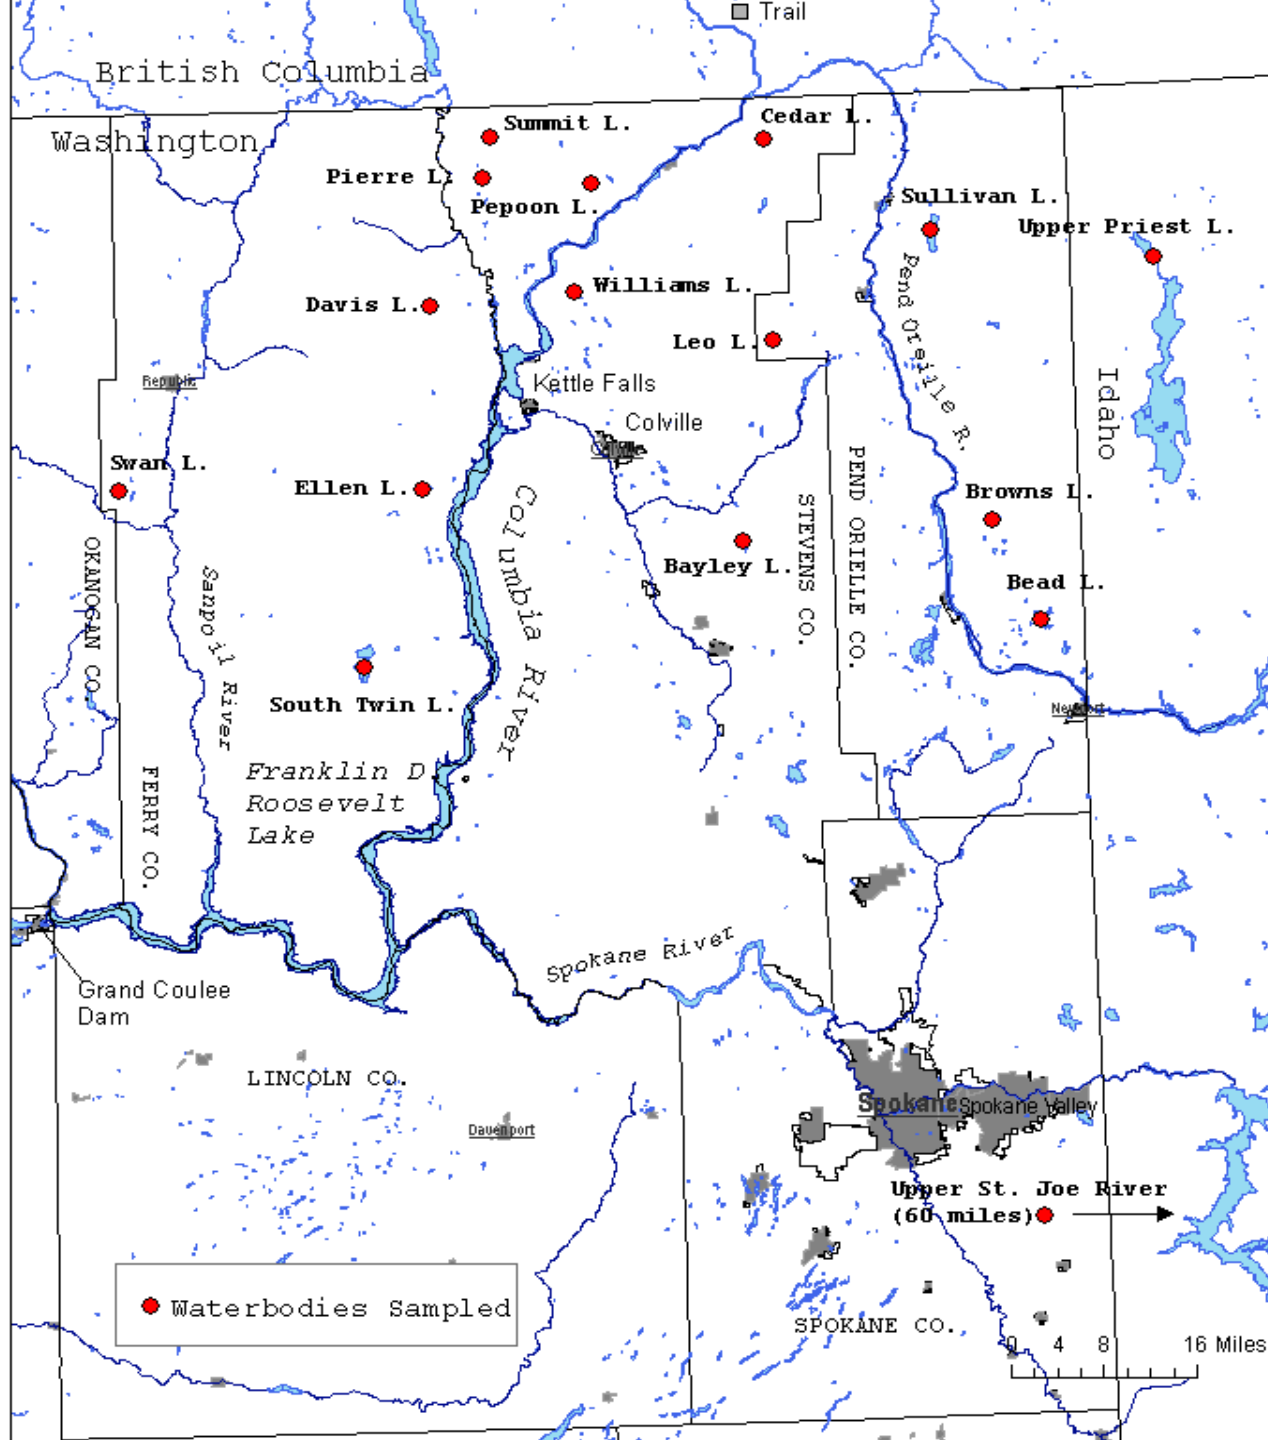 Trail
British Columbia
Washington
Summit L.
Cedar L.
Pierre L.
Pepoon L.
Sullivan L.
Upper Priest L.
Pend Oreille R.
Williams L.
Davis L.
Leo L.
Republic
Kettle Falls
Colville
Idaho
Swan L.
Ellen L.
Columbia River
Browns L.
STEVENS CO.
PEND ORIELLE CO.
Bayley L.
OKANOGAN CO.
Sanpoil River
Bead L.
South Twin L.
Newport
Franklin D
Roosevelt
Lake
FERRY CO.
Spokane River
Grand Coulee
Dam
LINCOLN CO.
Davenport
Spokane
Spokane Valley
Upper St. Joe River
(60 miles)
Waterbodies Sampled
SPOKANE CO.
0 4 8 16 Miles